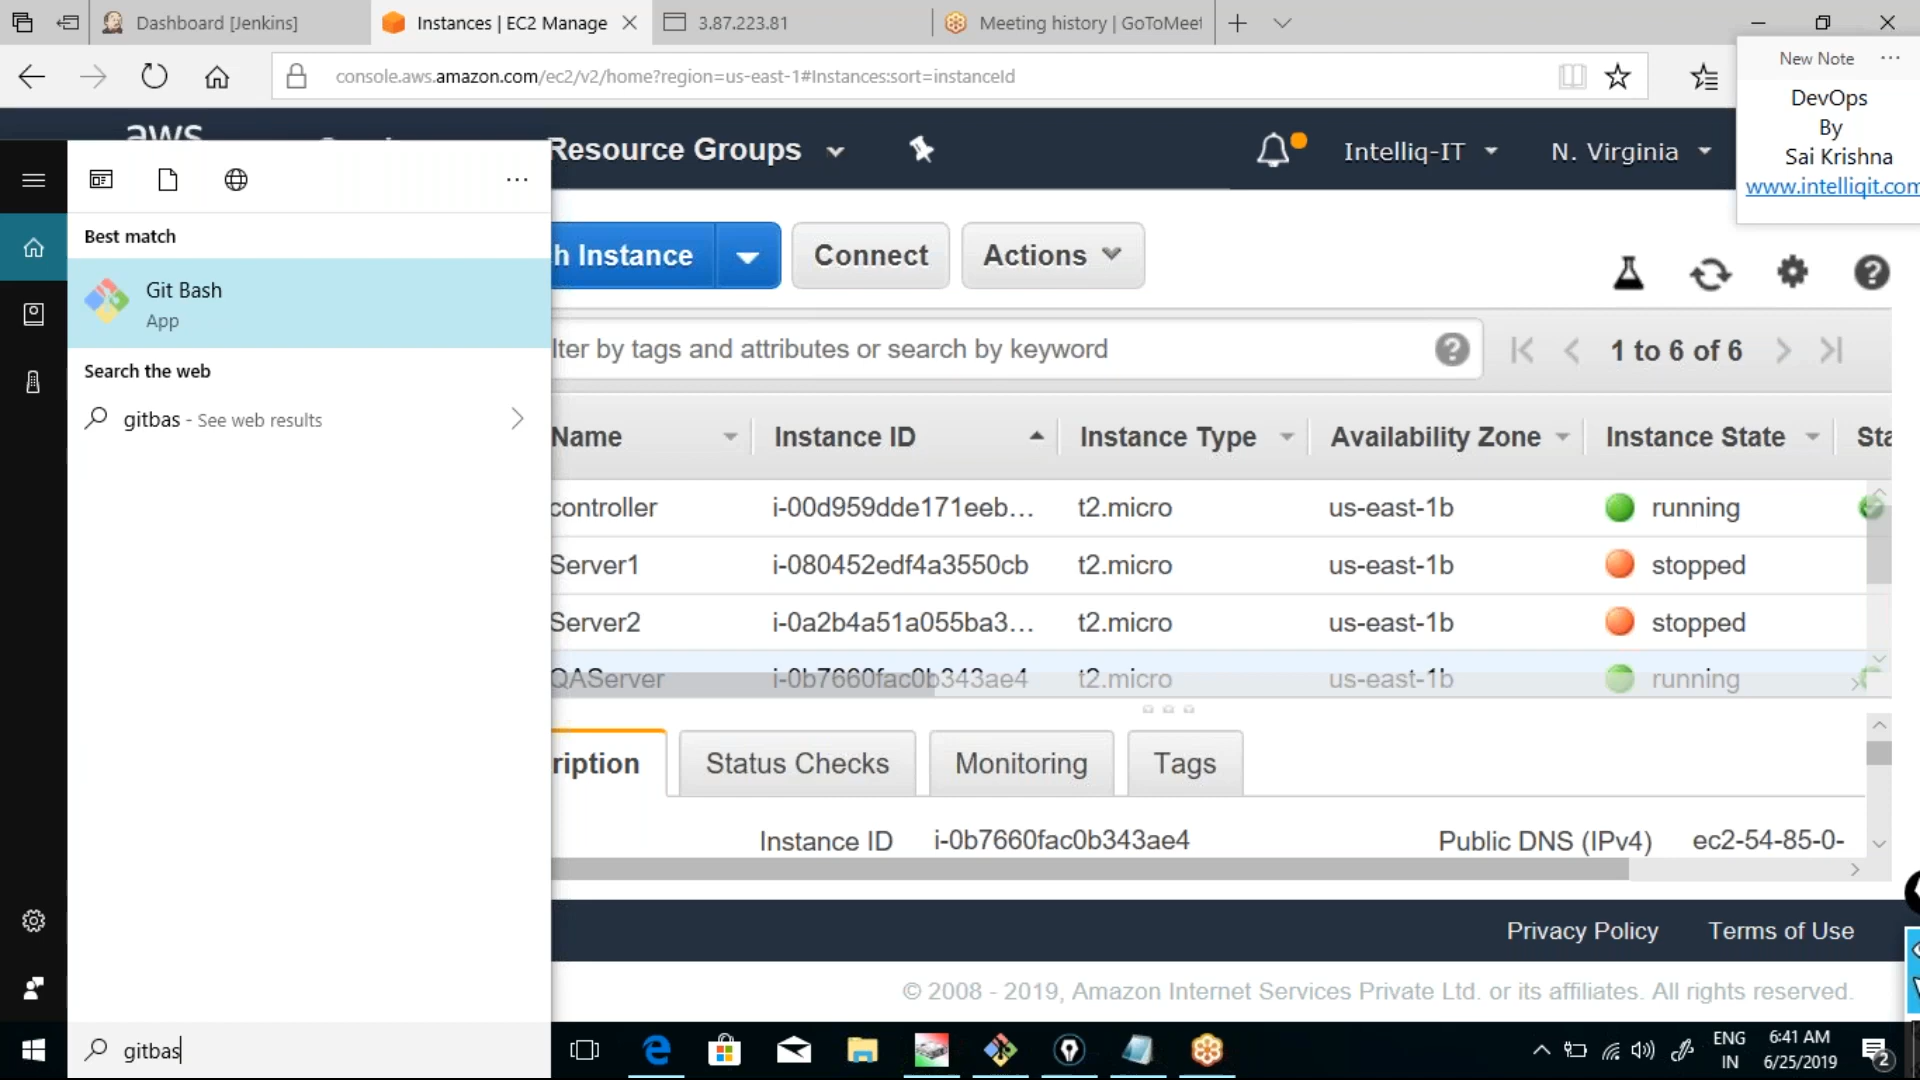 Dashboard [Jenkins]
Instances | EC2 Manage
3.87.223.81
Meeting history | GoToMeet
console.aws.amazon.com/ec2/v2/home?region=us-east-1#Instances:sort=instanceId
New Note
DevOps
By
Sai Krishna
www.intelliqit.com
aws
Resource Groups
Intelliq-IT
N. Virginia
Best match
Git Bash
App
Search the web
gitbas - See web results
h Instance
Connect
Actions
lter by tags and attributes or search by keyword
1 to 6 of 6
Name
Instance ID
Instance Type
Availability Zone
Instance State
Sta
controller
i-00d959dde171eeb...
t2.micro
us-east-1b
running
Server1
i-080452edf4a3550cb
t2.micro
us-east-1b
stopped
Server2
i-0a2b4a51a055ba3...
t2.micro
us-east-1b
stopped
QAServer
i-0b7660fac0b343ae4
t2.micro
us-east-1b
running
ription
Status Checks
Monitoring
Tags
Instance ID
i-0b7660fac0b343ae4
Public DNS (IPv4)
ec2-54-85-0-
Privacy Policy
Terms of Use
© 2008 - 2019, Amazon Internet Services Private Ltd. or its affiliates. All rights reserved.
gitbas
ENG
IN
6:41 AM
6/25/2019
2